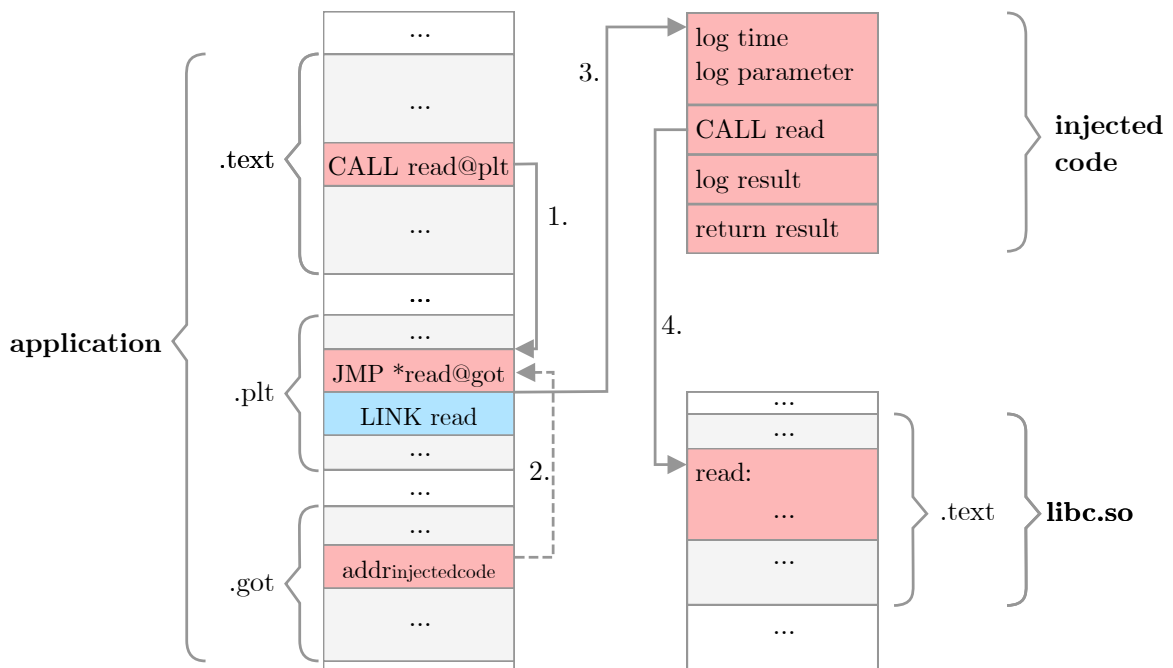 ...
...
.text
CALL read@plt
...
1.
...
application
...
.plt
JMP *read@got
LINK read
...
2.
...
...
.got
addrinjectedcode
...
3.
log time
log parameter
CALL read
log result
return result
injected
code
4.
...
...
read:
...
.text
libc.so
...
...